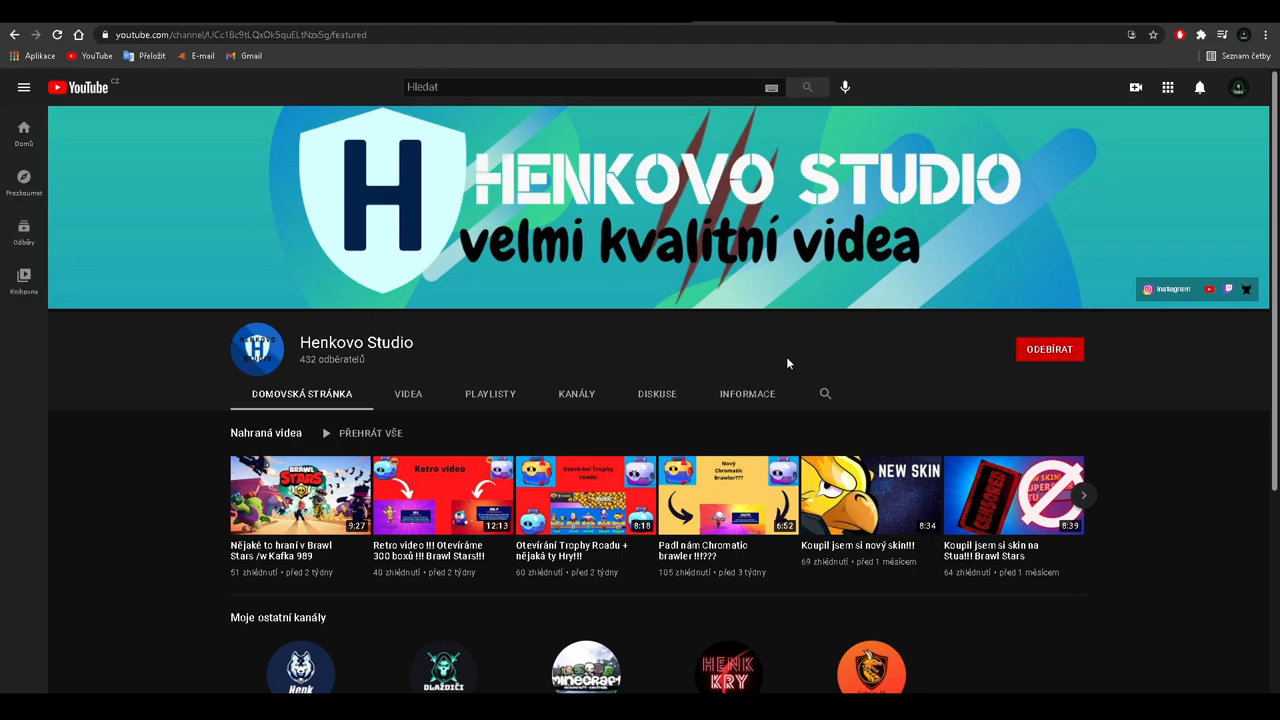 youtube.com/channel/UCc1Bc9tLQxOk5quELtNzx5g/featured
Aplikace
YouTube
Přeložit
E-mail
Gmail
Seznam četby
YouTube CZ
Hledat
Domů
Prozkoumat
Odběry
Knihovna
H
HENKOVO STUDIO
velmi kvalitní videa
Instagram
HENKOVO
STUDIO
Henkovo Studio
432 odběratelů
ODEBÍRAT
DOMOVSKÁ STRÁNKA
VIDEA
PLAYLISTY
KANÁLY
DISKUSE
INFORMACE
Nahraná videa
PŘEHRÁT VŠE
BRAWL
STARS
9:27
Retro video
12:13
Otevírání Trophy
roadu
8:18
Nový
Chromatic
Brawler???
6:52
NEW SKIN
8:34
CENSORED
8:39
Nějaké to hraní v Brawl
Stars /w Kafka 989
51 zhlédnutí • před 2 týdny
Retro video !!! Otevíráme
300 boxů !!! Brawl Stars!!!
40 zhlédnutí • před 2 týdny
Otevírání Trophy Roadu +
nějaká ty Hry!!!
60 zhlédnutí • před 2 týdny
Padl nám Chromatic
brawler !!!???
105 zhlédnutí • před 3 týdny
Koupil jsem si nový skin!!!
69 zhlédnutí • před 1 měsícem
Koupil jsem si skin na
Stua!!! Brawl Stars
64 zhlédnutí • před 1 měsícem
Moje ostatní kanály
Henk
DLAŽDIČI
MINECRAFT
HENK
KRY